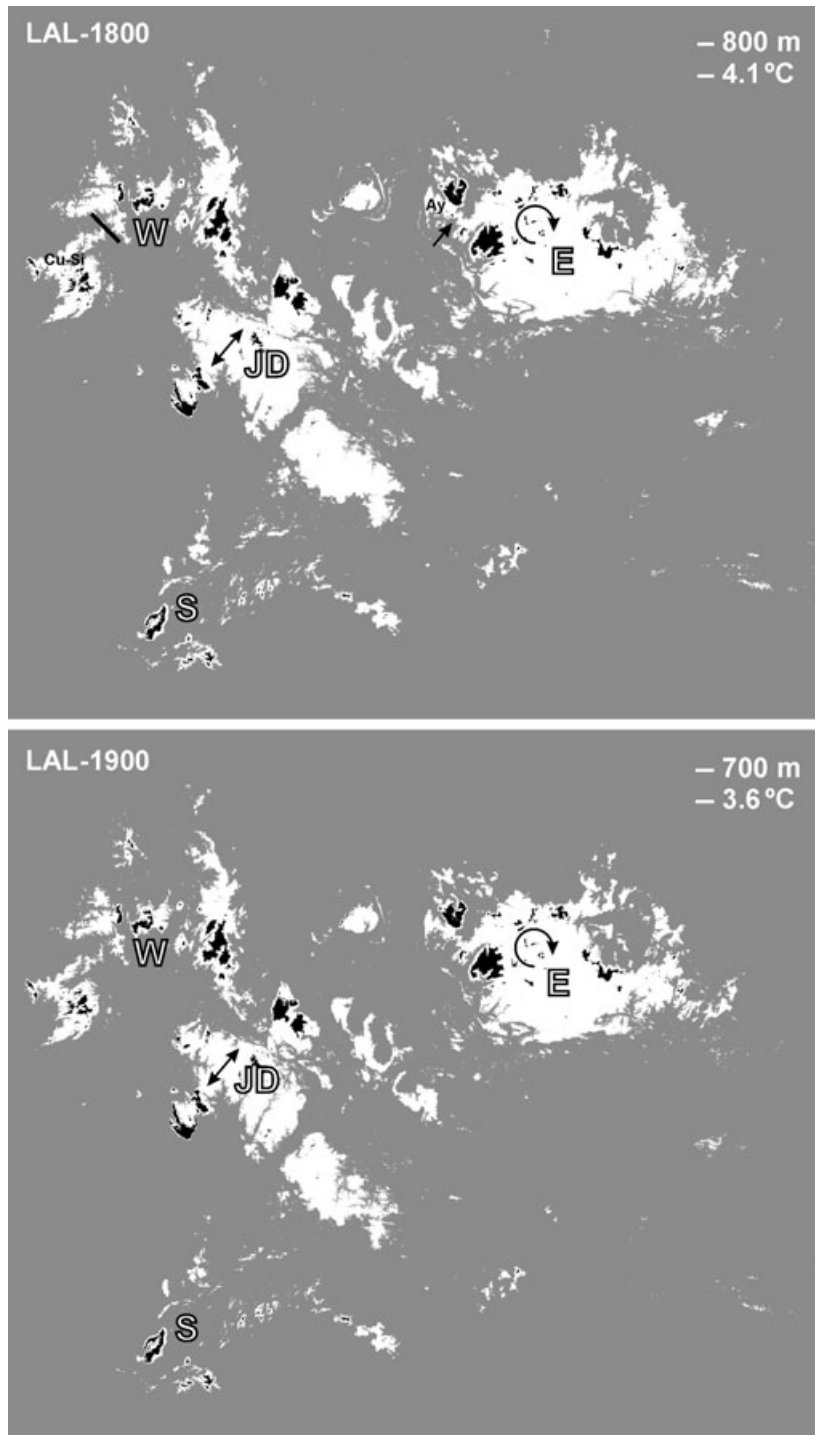 LAL-1800
– 800 m
– 4.1 ºC
Ay
W
E
Cu-Si
JD
S
LAL-1900
– 700 m
– 3.6 ºC
W
E
JD
S